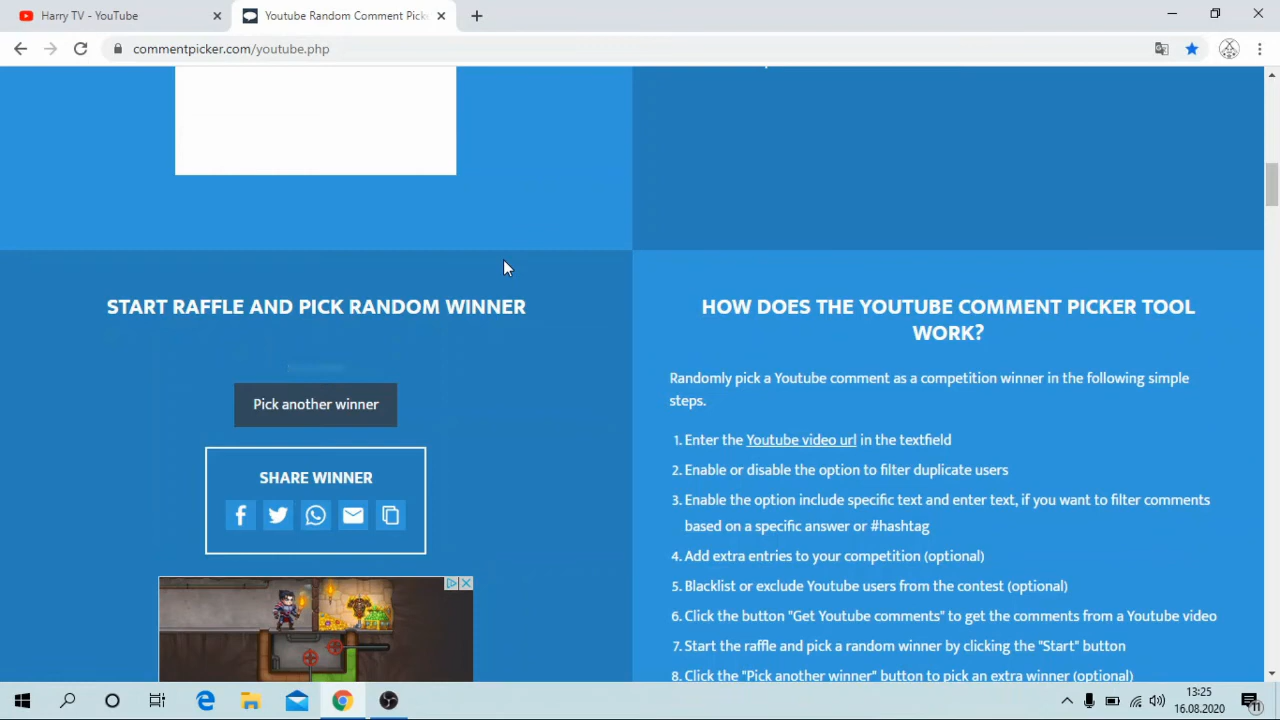 Harry TV - YouTube
Youtube Random Comment Picke
commentpicker.com/youtube.php
START RAFFLE AND PICK RANDOM WINNER
Pick another winner
SHARE WINNER
HOW DOES THE YOUTUBE COMMENT PICKER TOOL
WORK?
Randomly pick a Youtube comment as a competition winner in the following simple
steps.
1. Enter the Youtube video url in the textfield
2. Enable or disable the option to filter duplicate users
3. Enable the option include specific text and enter text, if you want to filter comments
based on a specific answer or #hashtag
4. Add extra entries to your competition (optional)
5. Blacklist or exclude Youtube users from the contest (optional)
6. Click the button "Get Youtube comments" to get the comments from a Youtube video
7. Start the raffle and pick a random winner by clicking the "Start" button
8. Click the "Pick another winner" button to pick an extra winner (optional)
13:25
16.08.2020
11